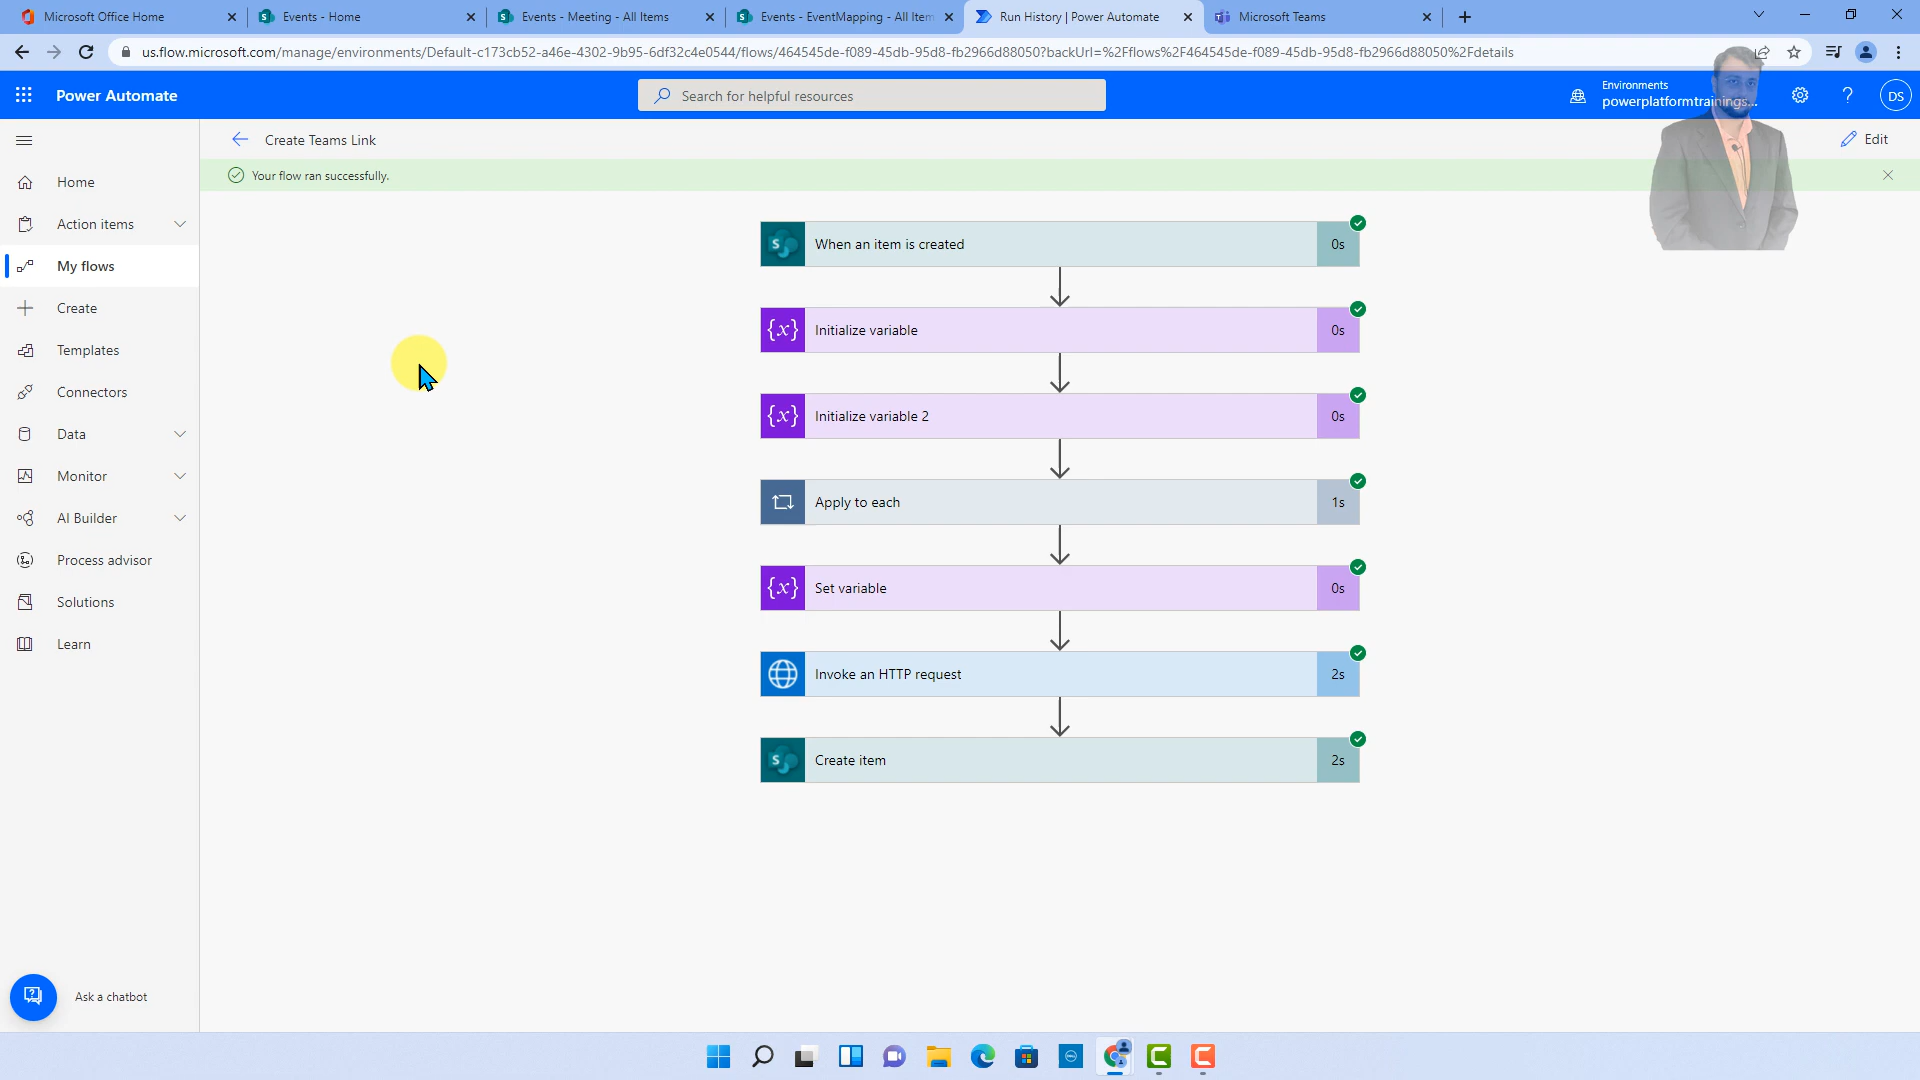 Microsoft Office Home
Events - Home
Events - Meeting - All Items
Events - EventMapping - All Item
Run History | Power Automate
Microsoft Teams
us.flow.microsoft.com/manage/environments/Default-c173cb52-a46e-4302-9b95-6df32c4e0544/flows/464545de-f089-45db-95d8-fb2966d88050?backUrl=%2Fflows%2F464545de-f089-45db-95d8-fb2966d88050%2Fdetails
Power Automate
Search for helpful resources
Environments
powerplatformtrainings...
DS
Create Teams Link
Edit
Your flow ran successfully.
Home
Action items
My flows
Create
Templates
Connectors
Data
Monitor
AI Builder
Process advisor
Solutions
Learn
Ask a chatbot
When an item is created 0s
Initialize variable 0s
Initialize variable 2 0s
Apply to each 1s
Set variable 0s
Invoke an HTTP request 2s
Create item 2s